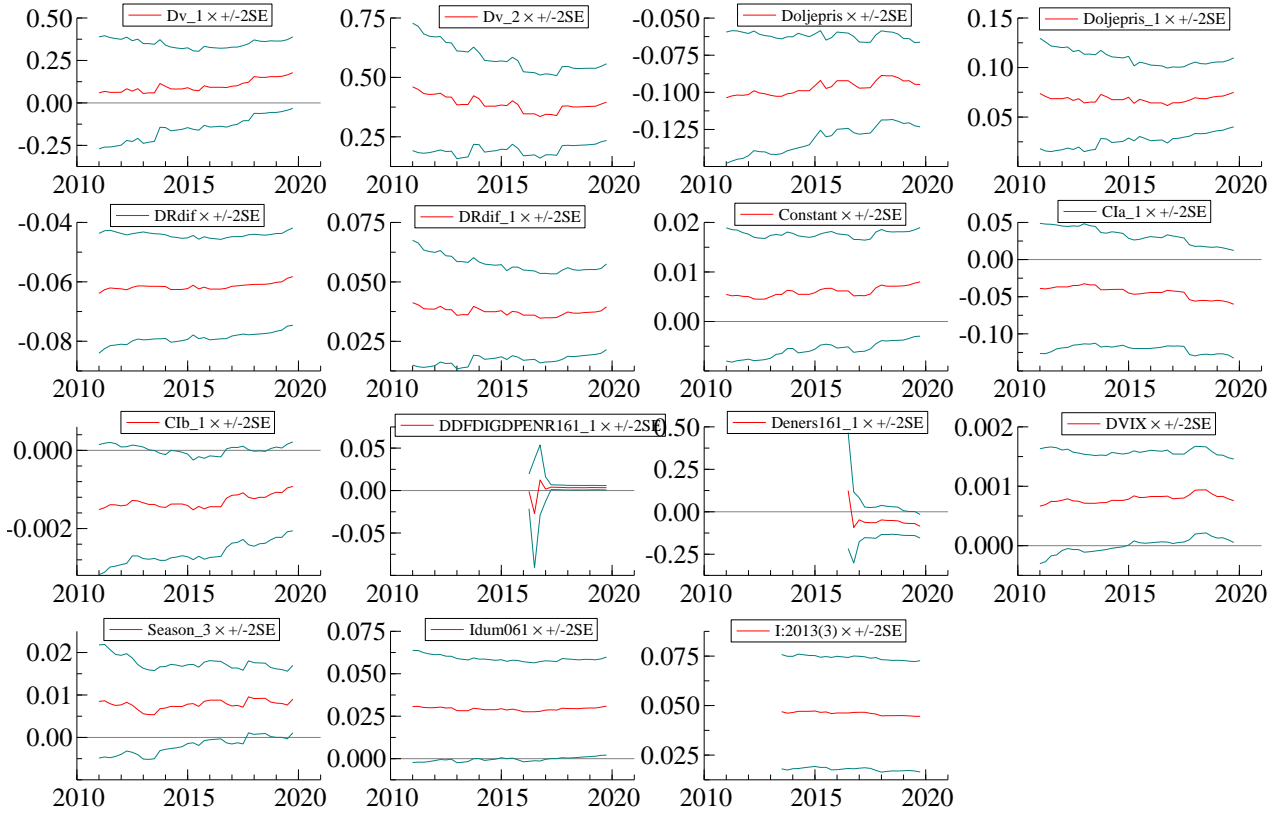 Dv_1 × +/-2SE
0.50
0.25
0.00
-0.25
2010 2015 2020
Dv_2 × +/-2SE
0.75
0.50
0.25
2010 2015 2020
Doljepris × +/-2SE
-0.050
-0.075
-0.100
-0.125
2010 2015 2020
Doljepris_1 × +/-2SE
0.15
0.10
0.05
2010 2015 2020
DRdif × +/-2SE
-0.04
-0.06
-0.08
2010 2015 2020
DRdif_1 × +/-2SE
0.075
0.050
0.025
2010 2015 2020
Constant × +/-2SE
0.02
0.01
0.00
2010 2015 2020
CIa_1 × +/-2SE
0.05
0.00
-0.05
-0.10
2010 2015 2020
CIb_1 × +/-2SE
0.000
-0.002
2010 2015 2020
DDFDIGDPENR161_1 × +/-2SE
0.05
0.00
-0.05
2010 2015 2020
Deners161_1 × +/-2SE
0.50
0.25
0.00
-0.25
2010 2015 2020
DVIX × +/-2SE
0.002
0.001
0.000
2010 2015 2020
Season_3 × +/-2SE
0.02
0.01
0.00
2010 2015 2020
Idum061 × +/-2SE
0.075
0.050
0.025
0.000
2010 2015 2020
I:2013(3) × +/-2SE
0.075
0.050
0.025
2010 2015 2020